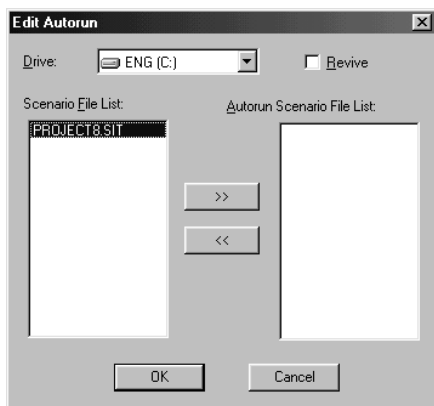 Edit Autorun
Drive: ENG (C:) Revive
Scenario File List: Autorun Scenario File List:
PROJECT8.SIT
>>
<<
OK Cancel